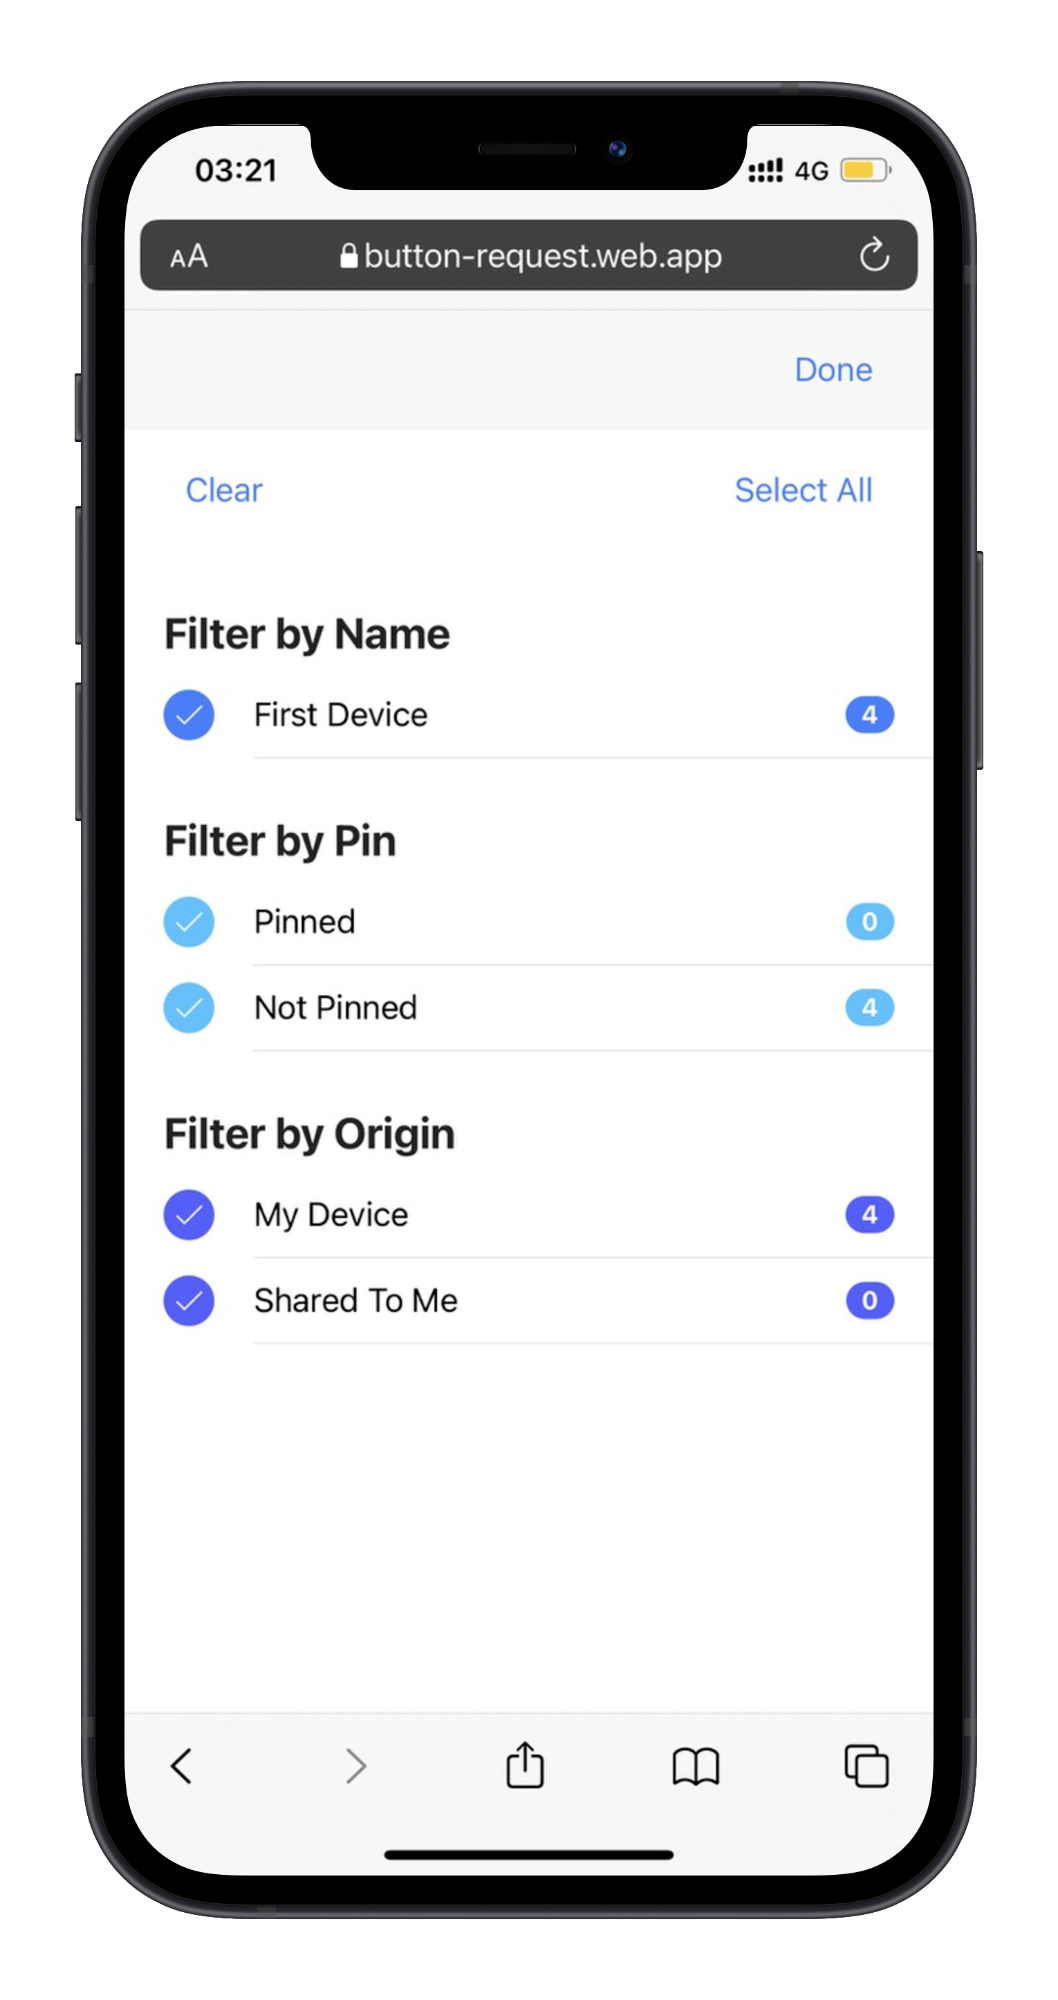 03:21 4G
AA button-request.web.app
Done
Clear Select All
Filter by Name
First Device 4
Filter by Pin
Pinned 0
Not Pinned 4
Filter by Origin
My Device 4
Shared To Me 0